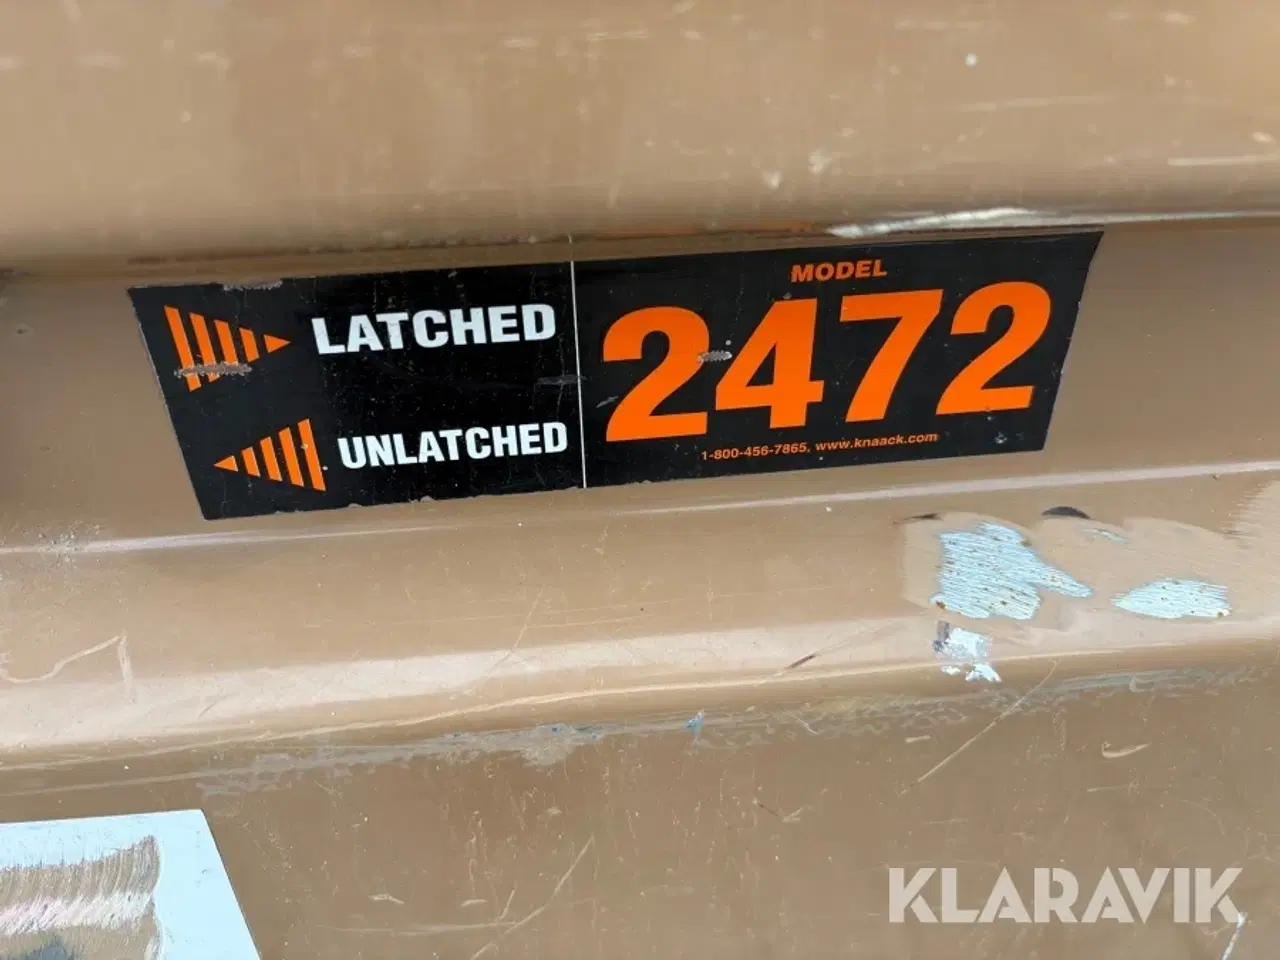 LATCHED
UNLATCHED
MODEL
2472
1-800-456-7865, www.knaack.com
KLARAVIK